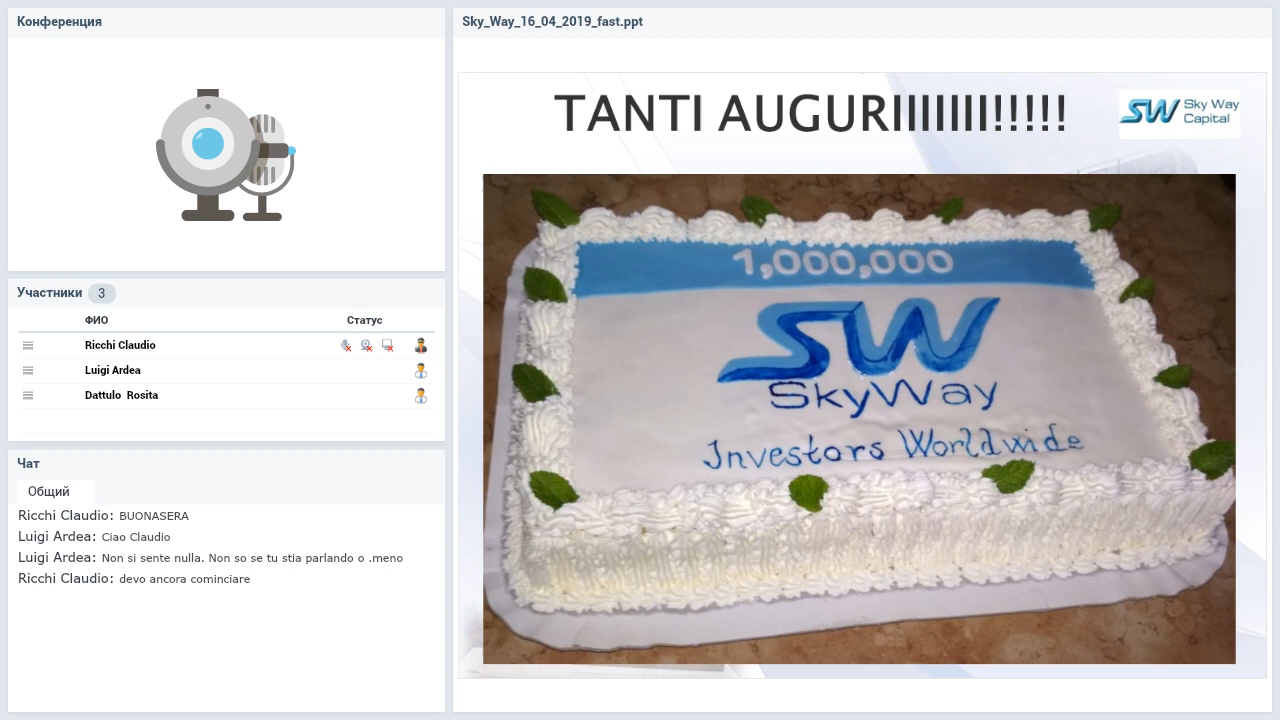 Конференция
Участники 3
ФИО Статус
Ricchi Claudio
Luigi Ardea
Dattulo Rosita
Чат
Общий
Ricchi Claudio: BUONASERA
Luigi Ardea: Ciao Claudio
Luigi Ardea: Non si sente nulla. Non so se tu stia parlando o .meno
Ricchi Claudio: devo ancora cominciare
Sky_Way_16_04_2019_fast.ppt
TANTI AUGURIIIIIII!!!!!
SW Sky Way
Capital
1,000,000
SW
SkyWay
Investors Worldwide